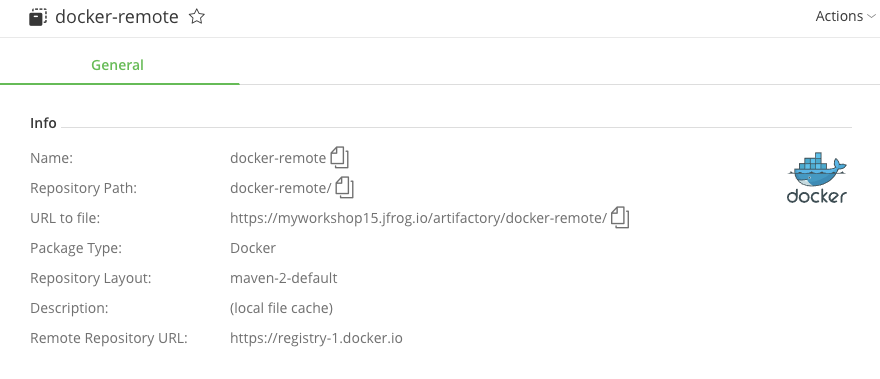 docker-remote
Actions
General
Info
Name: docker-remote
Repository Path: docker-remote/
URL to file: https://myworkshop15.jfrog.io/artifactory/docker-remote/
Package Type: Docker
Repository Layout: maven-2-default
Description: (local file cache)
Remote Repository URL: https://registry-1.docker.io
docker